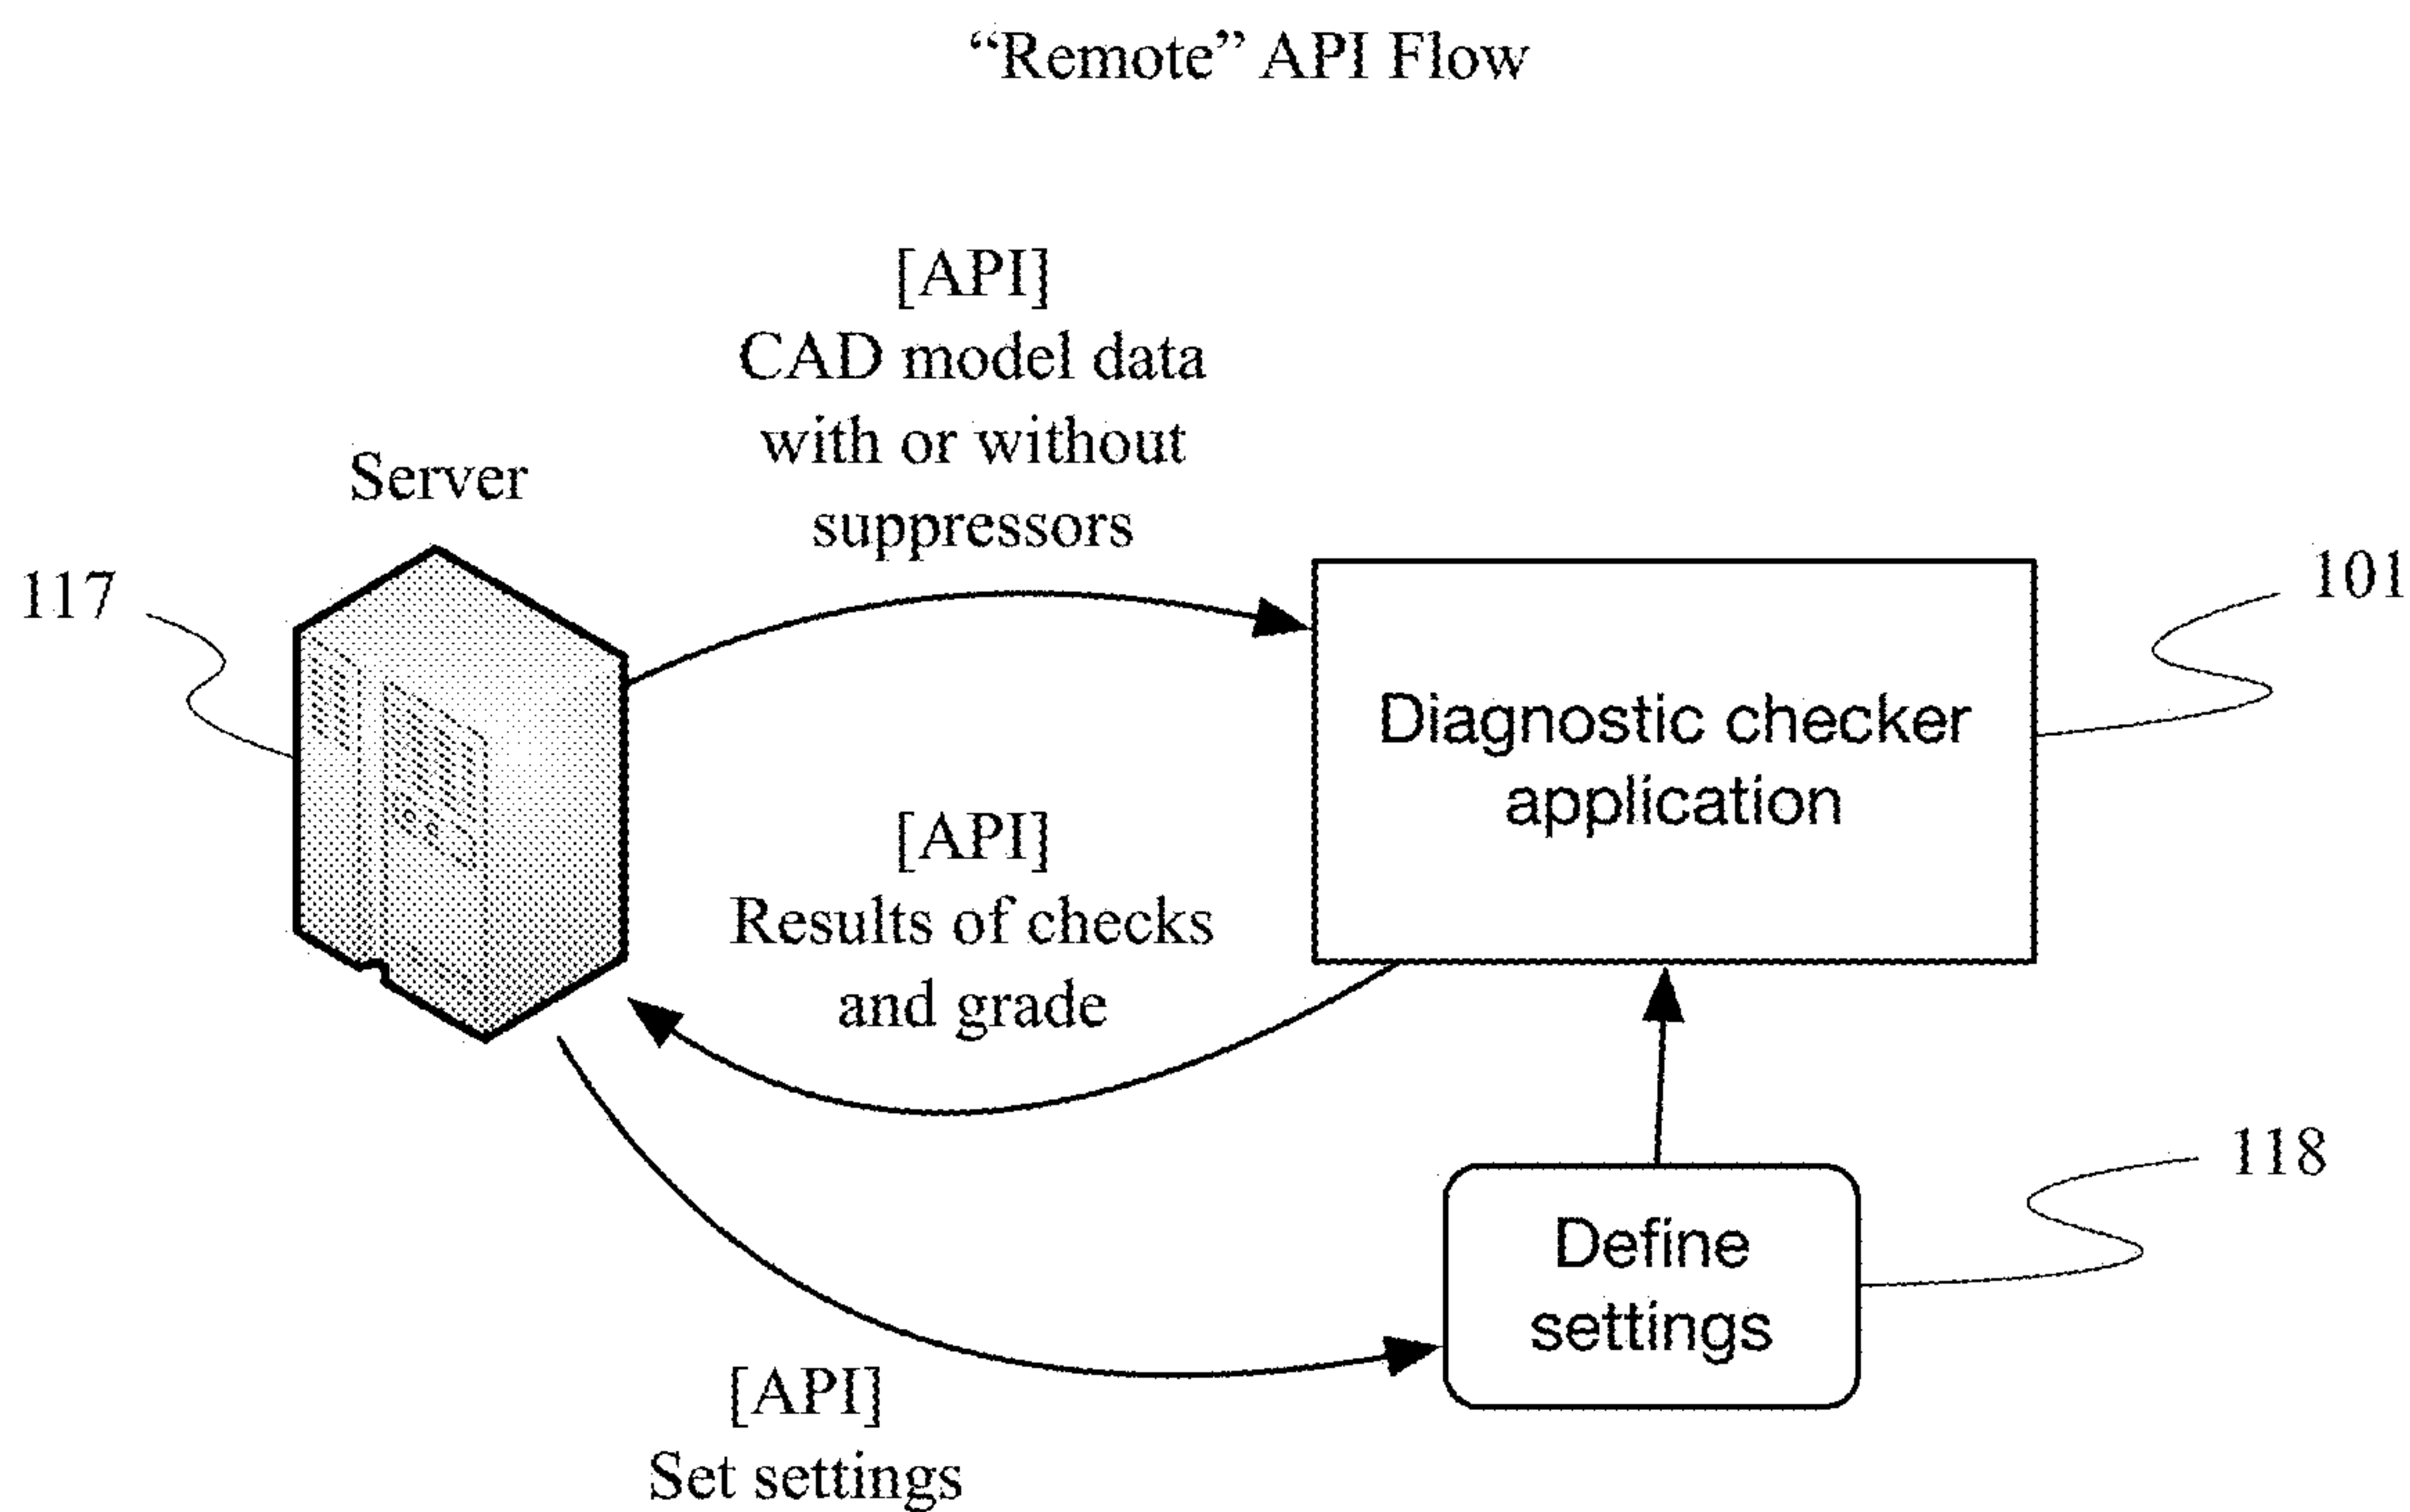 “Remote” API Flow
[API]
CAD model data
with or without
suppressors
Server
117
101
Diagnostic checker
application
[API]
Results of checks
and grade
118
Define
settings
[API]
Set settings